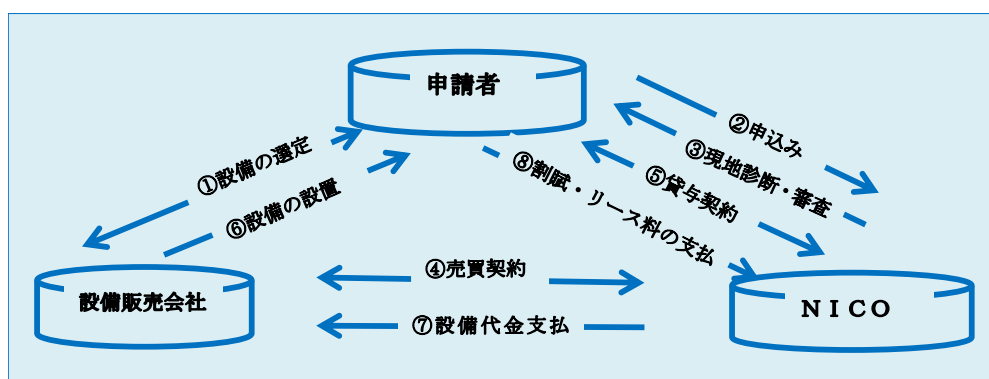 申請者
②申込み
③現地診断・審査
①設備の選定
⑧割賦・リース料の支払
⑤貸与契約
⑥設備の設置
④売買契約
設備販売会社
ＮＩＣＯ
⑦設備代金支払